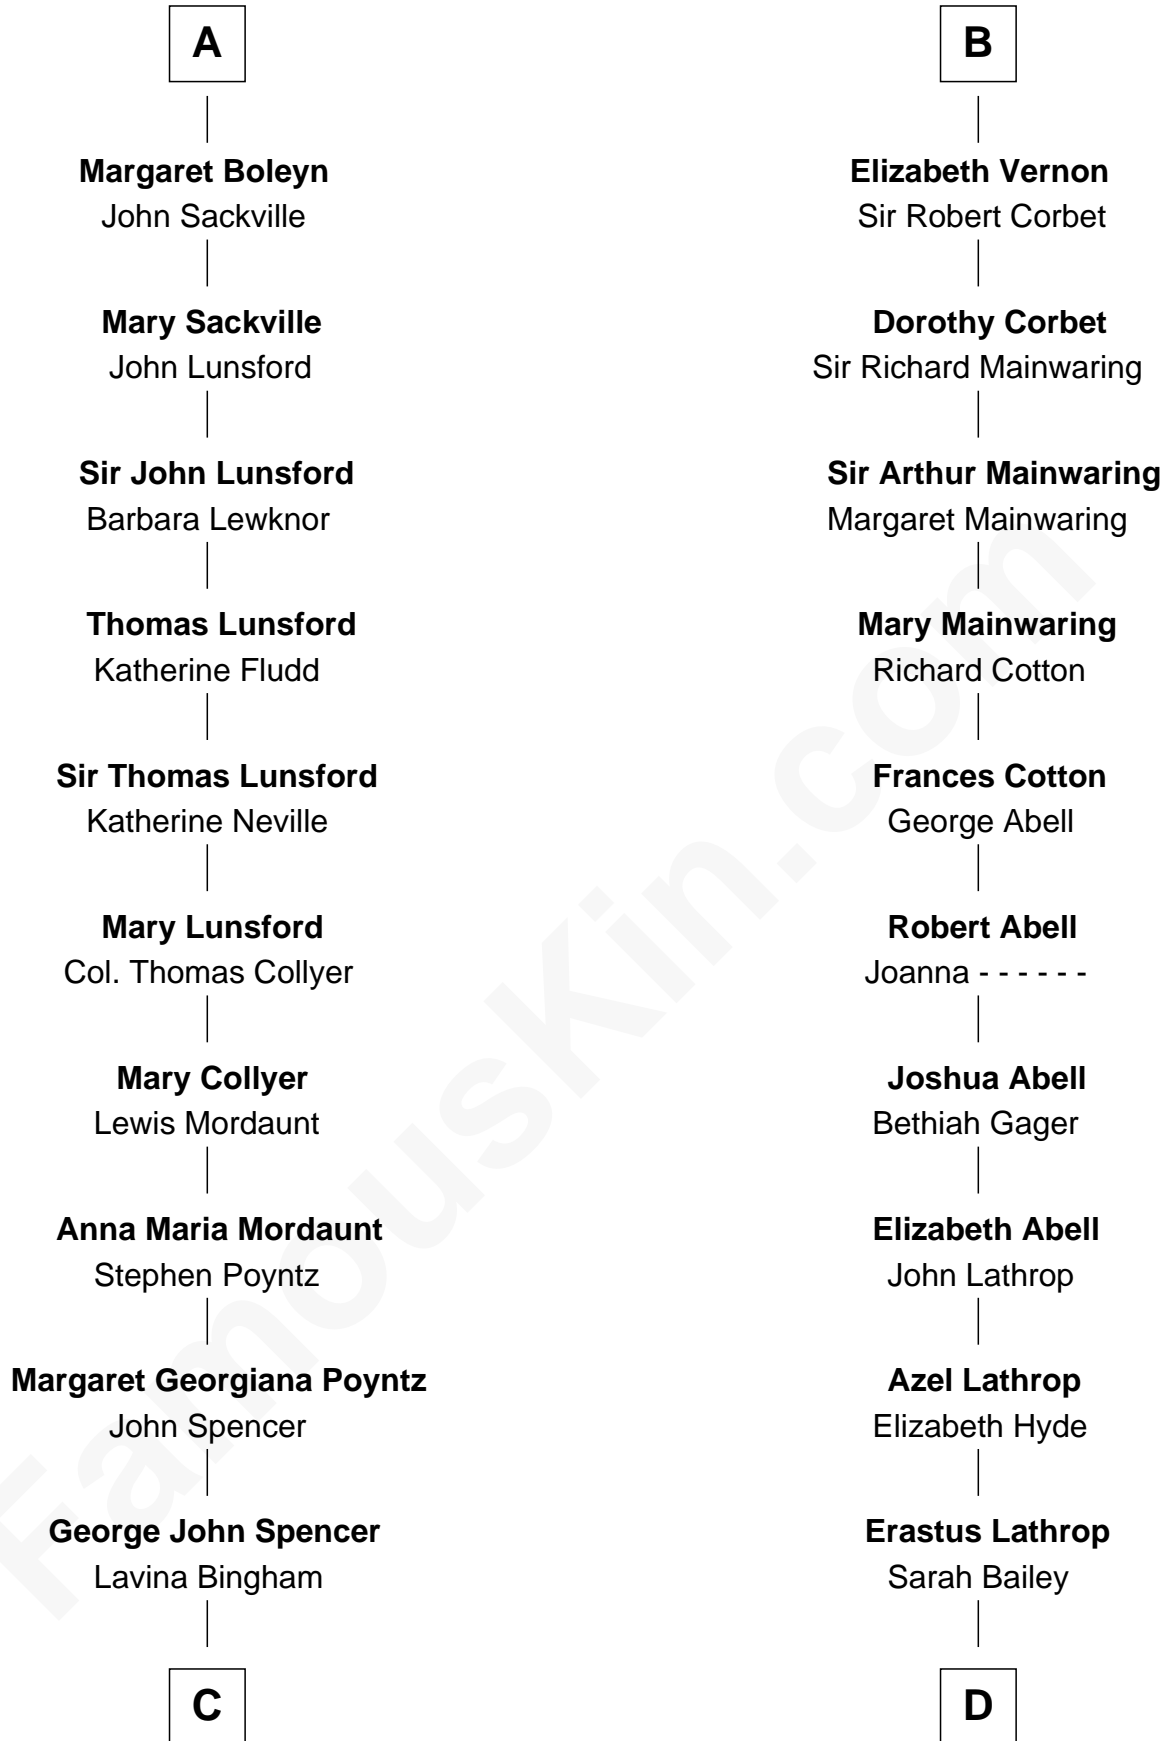 A
Margaret Boleyn
John Sackville
Mary Sackville
John Lunsford
Sir John Lunsford
Barbara Lewknor
Thomas Lunsford
Katherine Fludd
Sir Thomas Lunsford
Katherine Neville
Mary Lunsford
Col. Thomas Collyer
Mary Collyer
Lewis Mordaunt
Anna Maria Mordaunt
Stephen Poyntz
Margaret Georgiana Poyntz
John Spencer
George John Spencer
Lavina Bingham
C
B
Elizabeth Vernon
Sir Robert Corbet
Dorothy Corbet
Sir Richard Mainwaring
Sir Arthur Mainwaring
Margaret Mainwaring
Mary Mainwaring
Richard Cotton
Frances Cotton
George Abell
Robert Abell
Joanna - - - - - -
Joshua Abell
Bethiah Gager
Elizabeth Abell
John Lathrop
Azel Lathrop
Elizabeth Hyde
Erastus Lathrop
Sarah Bailey
D
FamousKin.com